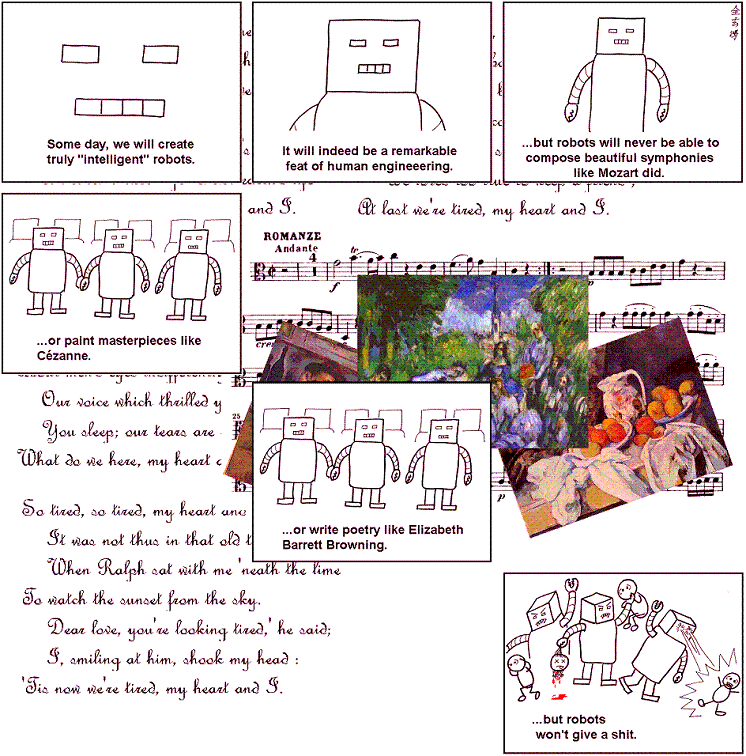 Some day, we will create
truly "intelligent" robots.
It will indeed be a remarkable
feat of human engineeering.
...but robots will never be able to
compose beautiful symphonies
like Mozart did.
and I.
At last we're tired, my heart and I.
ROMANZE
Andante
4
tr.
f
p
...or paint masterpieces like
Cézanne.
Our voice which thrilled
You sleep; our tears are
What do we here, my heart
25
So tired, so tired, my heart and
It was not thus in that old
When Ralph sat with me 'neath the lime
To watch the sunset from the sky.
Dear love, you're looking tired,' he said;
I, smiling at him, shook my head :
'Tis now we're tired, my heart and I.
...or write poetry like Elizabeth
Barrett Browning.
p
...but robots
won't give a shit.